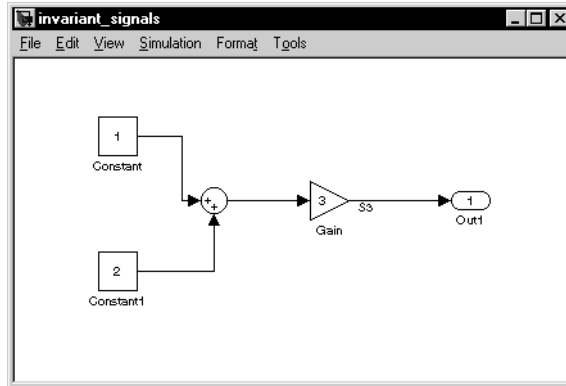 invariant_signals
File Edit View Simulation Format Tools
1
Constant
+
+
3
S3
Gain
1
Out1
2
Constant1